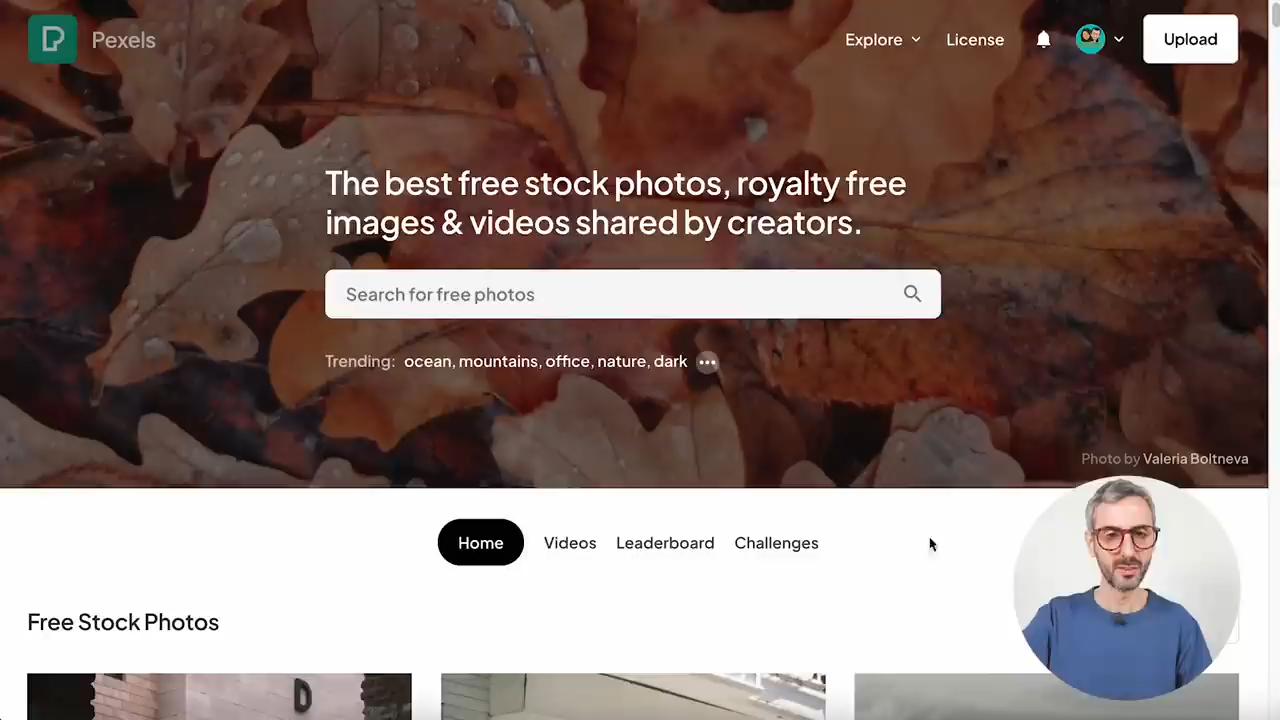 Pexels
Explore
License
Upload
The best free stock photos, royalty free
images & videos shared by creators.
Search for free photos
Trending: ocean, mountains, office, nature, dark
Photo by Valeria Boltneva
Home
Videos
Leaderboard
Challenges
Free Stock Photos
D